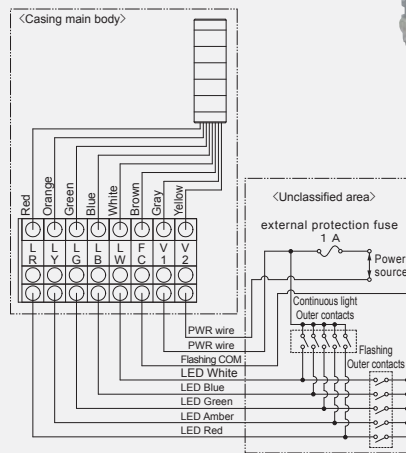 <Casing main body>
Red
Orange
Green
Blue
White
Brown
Gray
Yellow
L L L L L F V V
R Y G B W C 1 2
<Unclassified area>
external protection fuse
1 A
Power
source
PWR wire
PWR wire
Flashing COM
LED White
LED Blue
LED Green
LED Amber
LED Red
Continuous light
Outer contacts
Flashing
Outer contacts